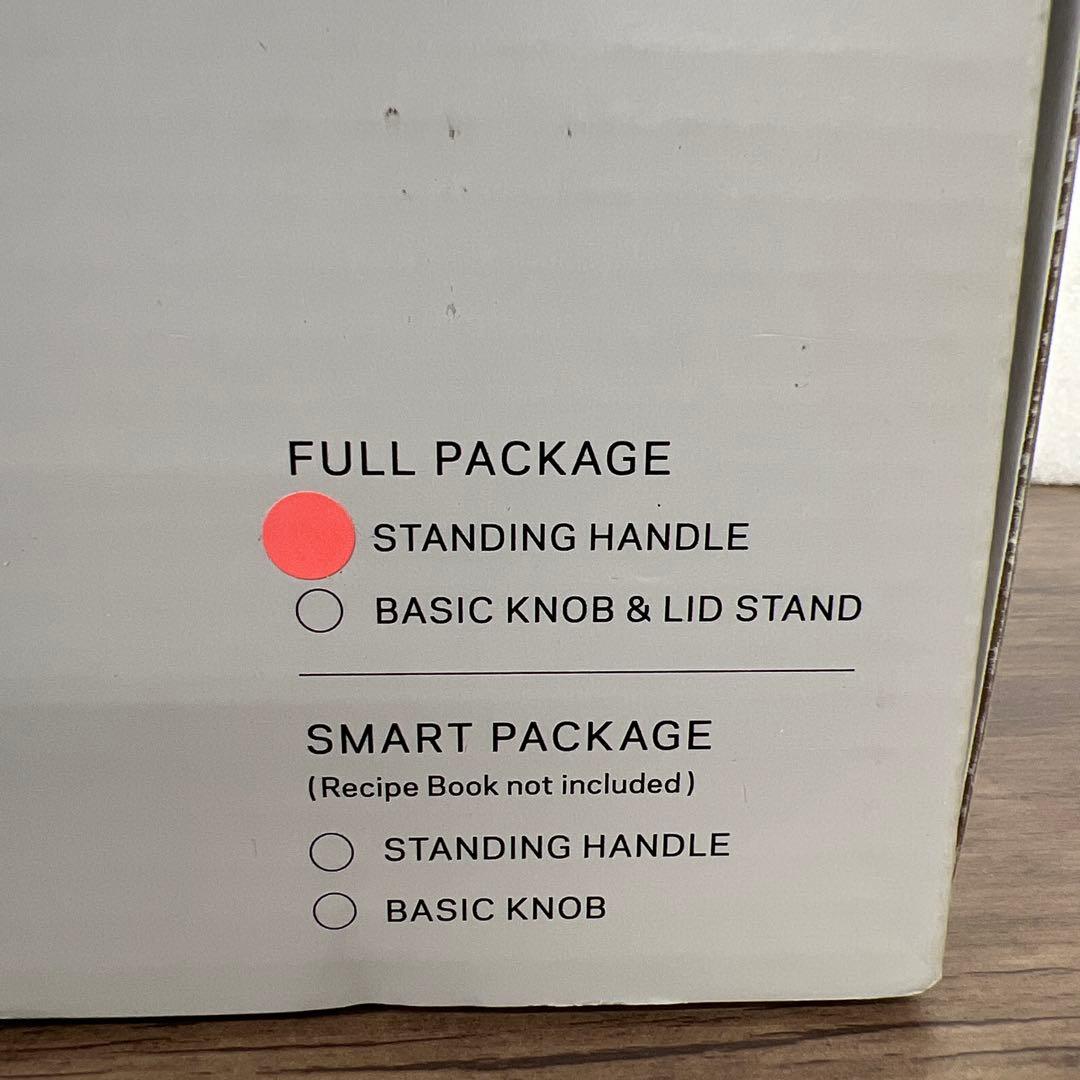 FULL PACKAGE
STANDING HANDLE
BASIC KNOB & LID STAND
SMART PACKAGE
(Recipe Book not included)
STANDING HANDLE
BASIC KNOB